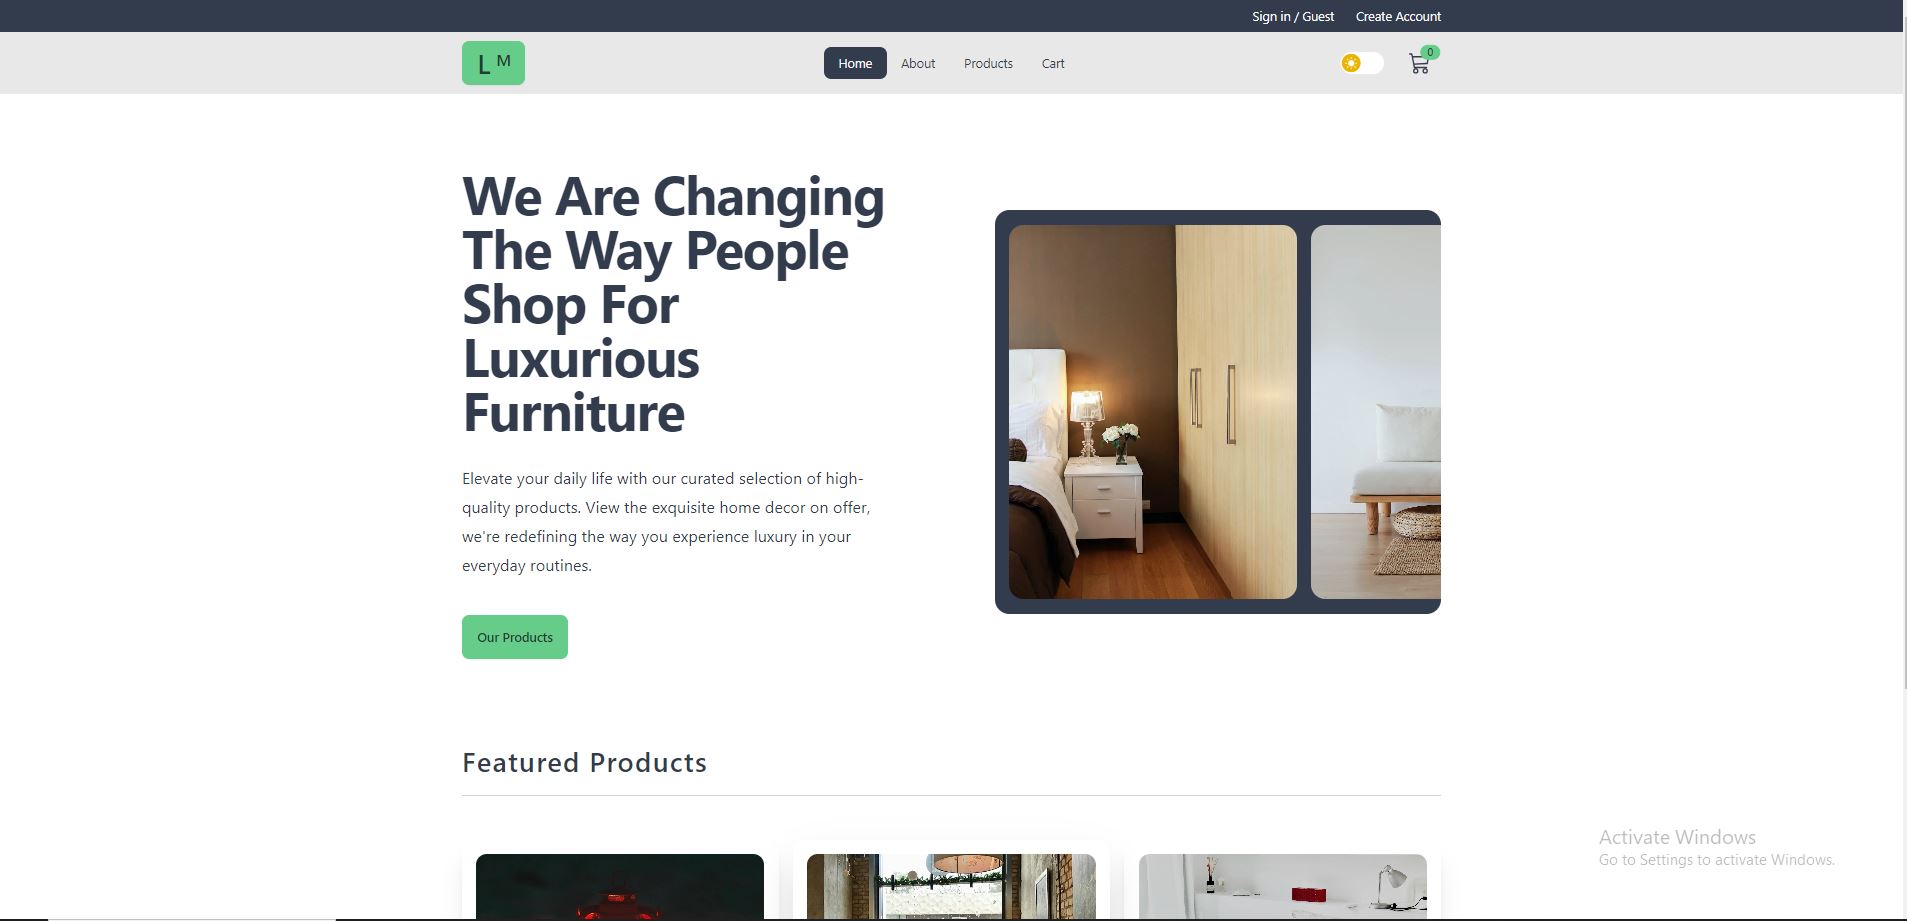 Sign in / Guest Create Account
L M Home About Products Cart 0
We Are Changing
The Way People
Shop For
Luxurious
Furniture
Elevate your daily life with our curated selection of high-
quality products. View the exquisite home decor on offer,
we're redefining the way you experience luxury in your
everyday routines.
Our Products
Featured Products
Activate Windows
Go to Settings to activate Windows.